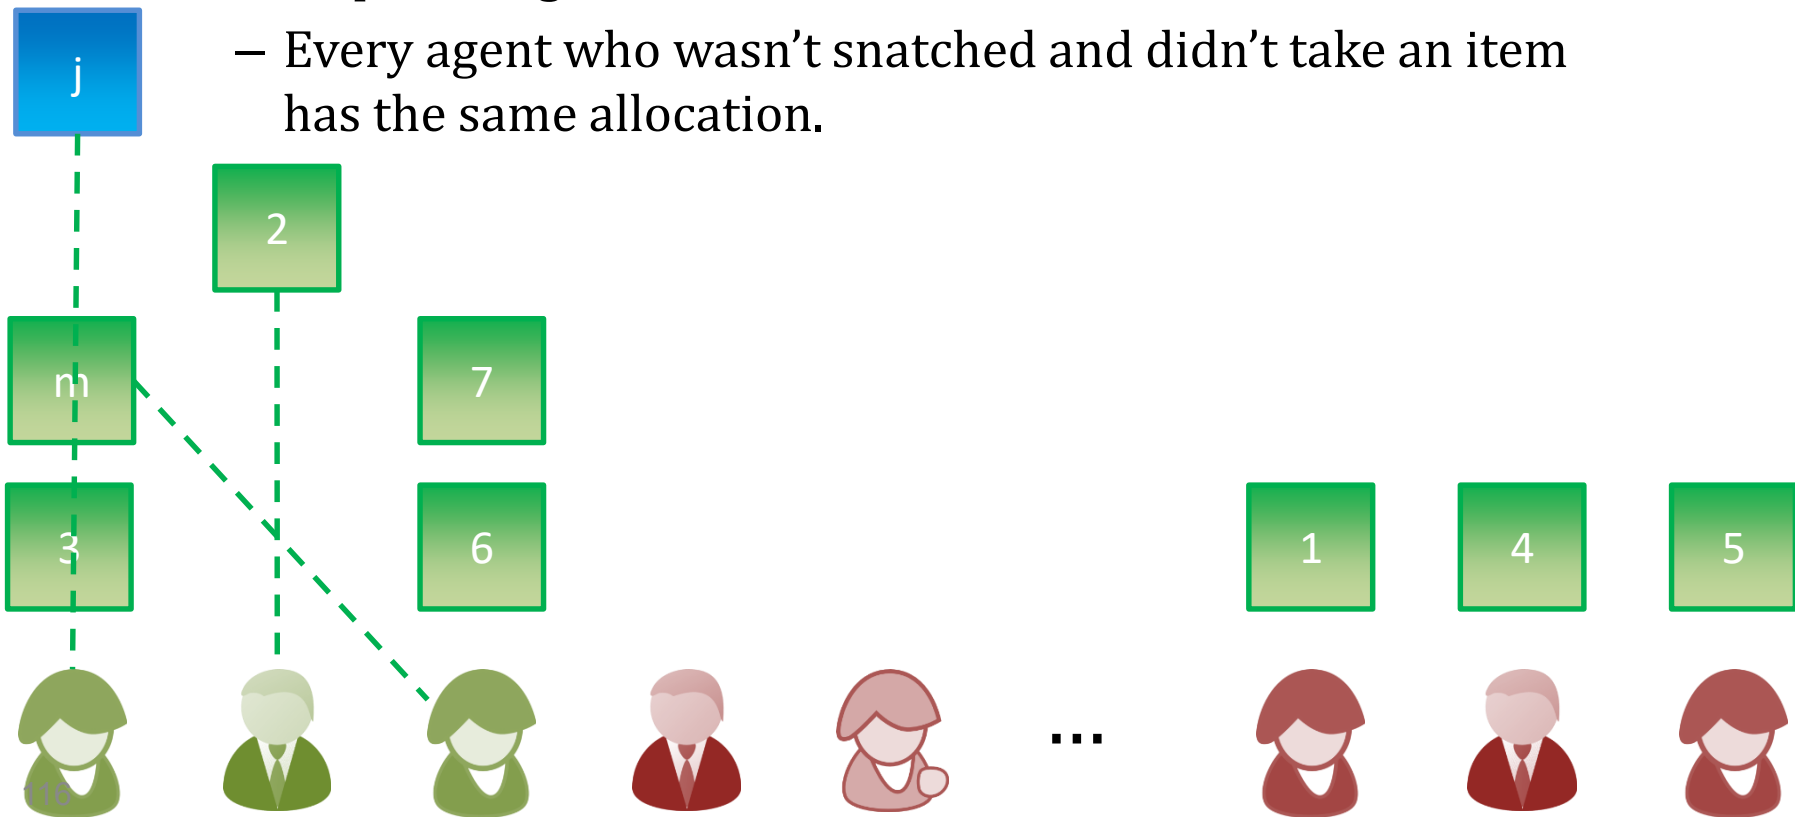 j
– Every agent who wasn’t snatched and didn’t take an item
has the same allocation.
2
m
7
3
6
1
4
5
...
116